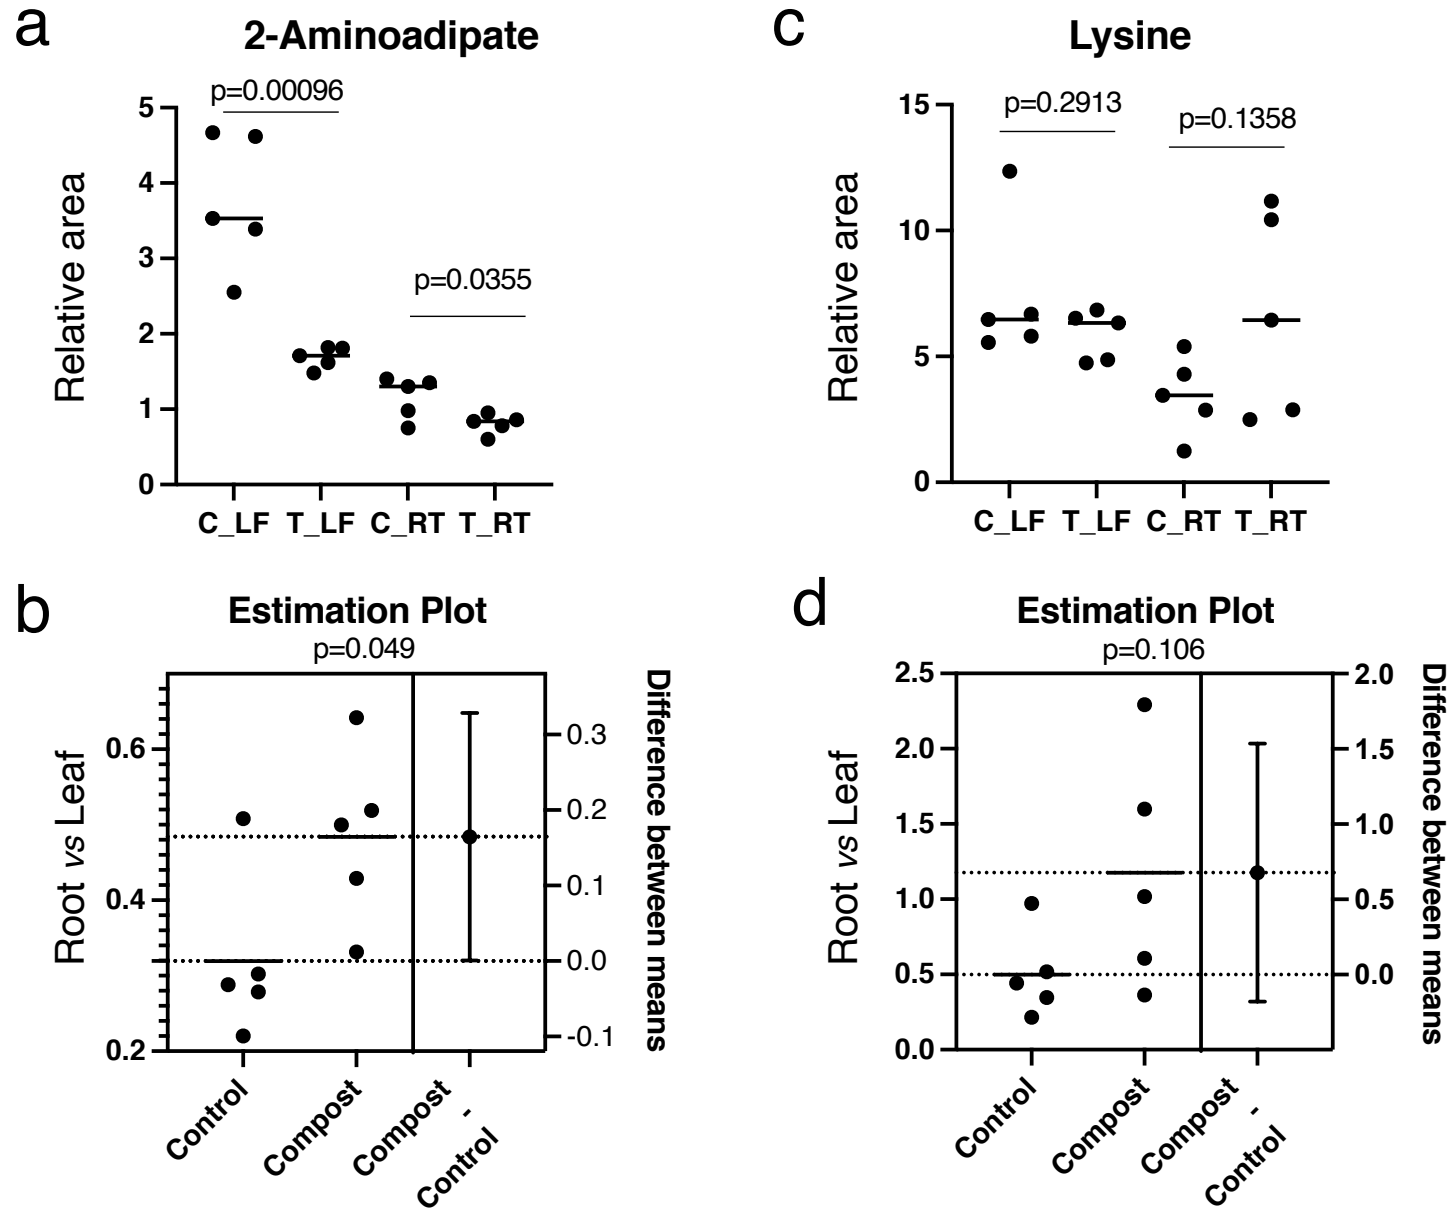 a
2-Aminoadipate
p=0.00096
p=0.0355
Relative area
5
4
3
2
1
0
C_LF T_LF C_RT T_RT
c
Lysine
p=0.2913
p=0.1358
Relative area
15
10
5
0
C_LF T_LF C_RT T_RT
b
Estimation Plot
p=0.049
Root vs Leaf
0.6
0.4
0.2
0.3
0.2
0.1
0.0
-0.1
Difference between means
Control
Compost
Compost
-
Control
d
Estimation Plot
p=0.106
Root vs Leaf
2.5
2.0
1.5
1.0
0.5
0.0
2.0
1.5
1.0
0.5
0.0
Difference between means
Control
Compost
Compost
-
Control